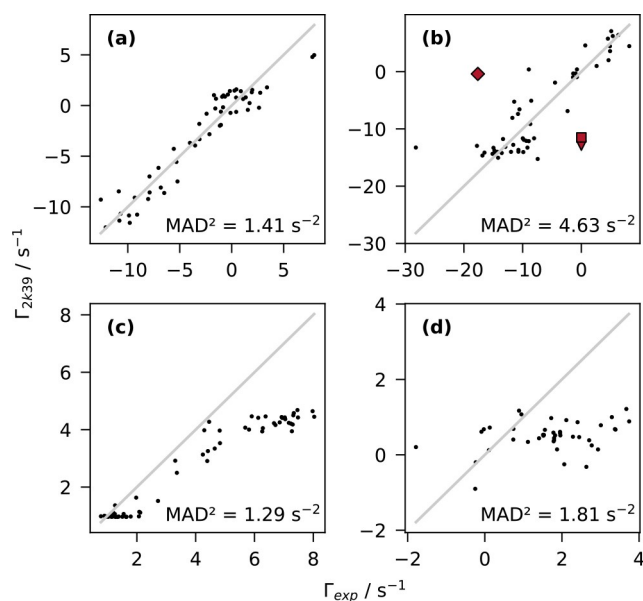 (a)
5
0
−5
−10
−10 −5 0 5
MAD² = 1.41 s⁻²
(b)
0
−10
−20
−30
−30 −20 −10 0
MAD² = 4.63 s⁻²
Γ2k39 / s⁻¹
(c)
8
6
4
2
2 4 6 8
MAD² = 1.29 s⁻²
(d)
4
2
0
−2
−2 0 2 4
MAD² = 1.81 s⁻²
Γexp / s⁻¹